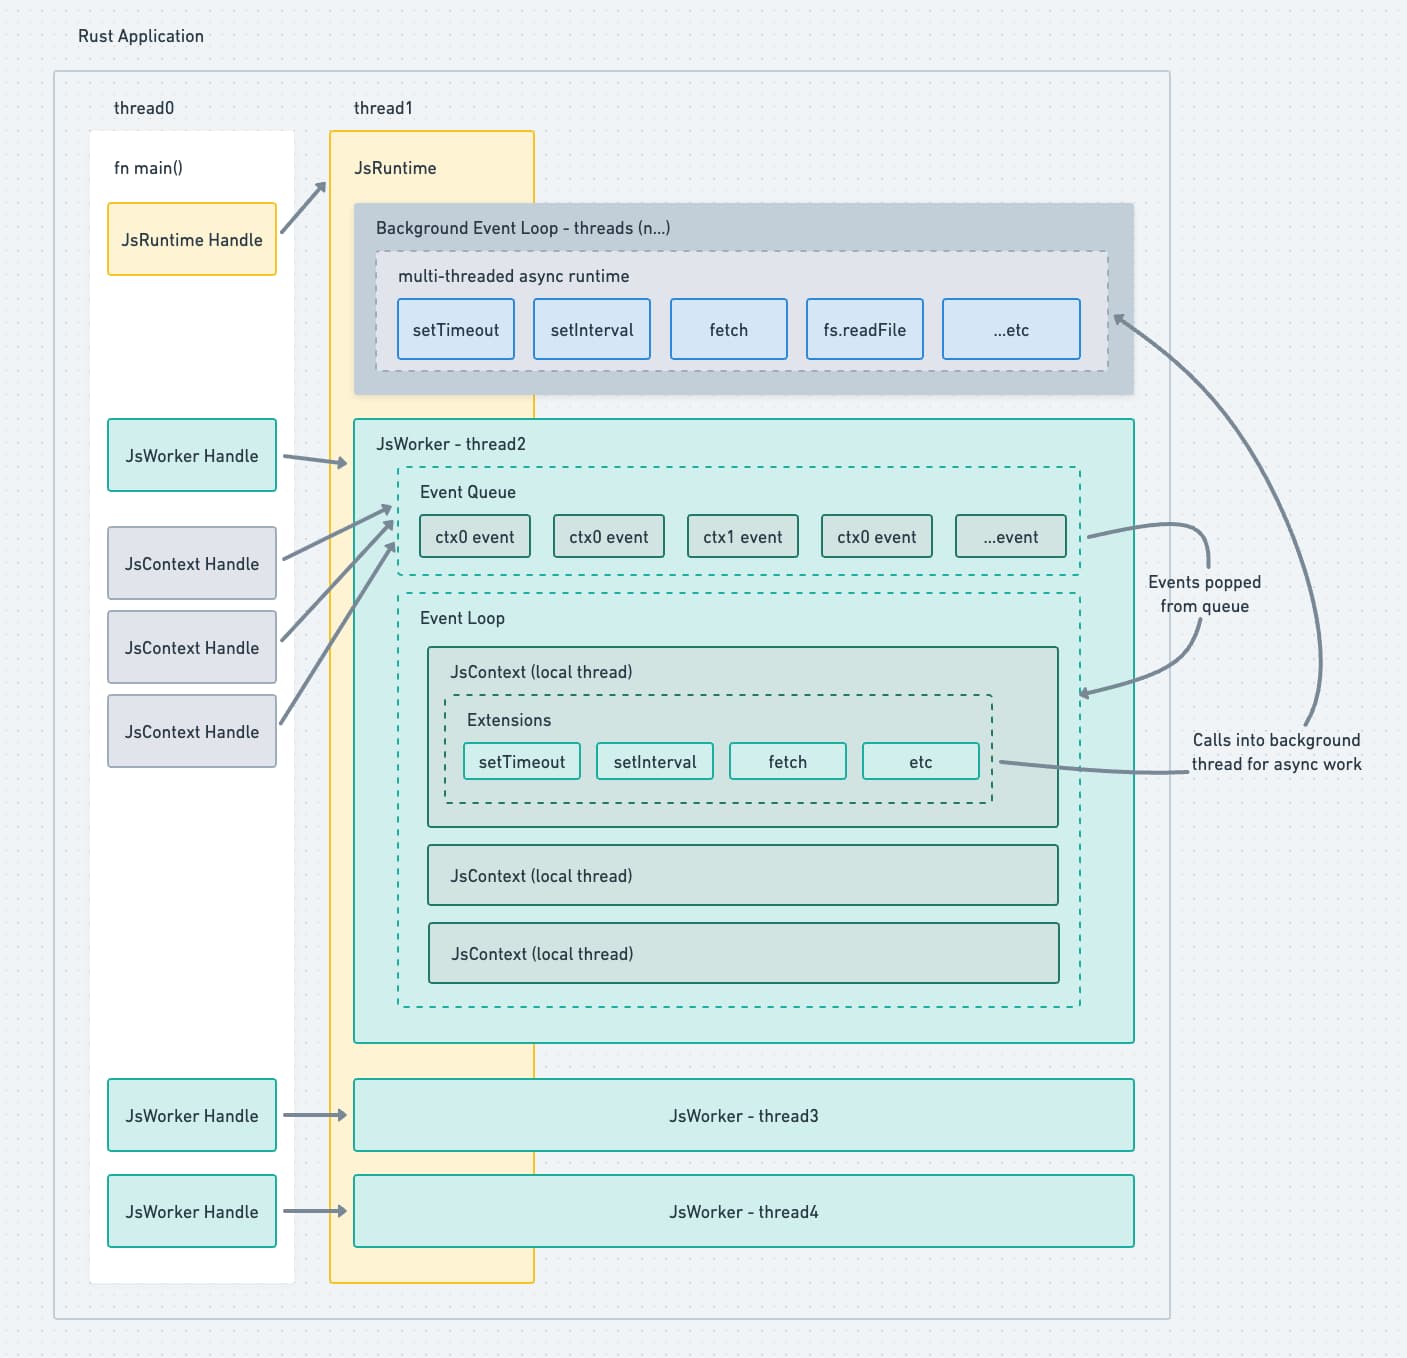 Rust Application
thread0
thread1
fn main()
JsRuntime
JsRuntime Handle
Background Event Loop - threads (n...)
multi-threaded async runtime
setTimeout
setInterval
fetch
fs.readFile
...etc
JsWorker Handle
JsWorker - thread2
Event Queue
ctx0 event
ctx0 event
ctx1 event
ctx0 event
...event
JsContext Handle
JsContext Handle
JsContext Handle
Events popped
from queue
Event Loop
JsContext (local thread)
Extensions
setTimeout
setInterval
fetch
etc
Calls into background
thread for async work
JsContext (local thread)
JsContext (local thread)
JsWorker Handle
JsWorker - thread3
JsWorker Handle
JsWorker - thread4